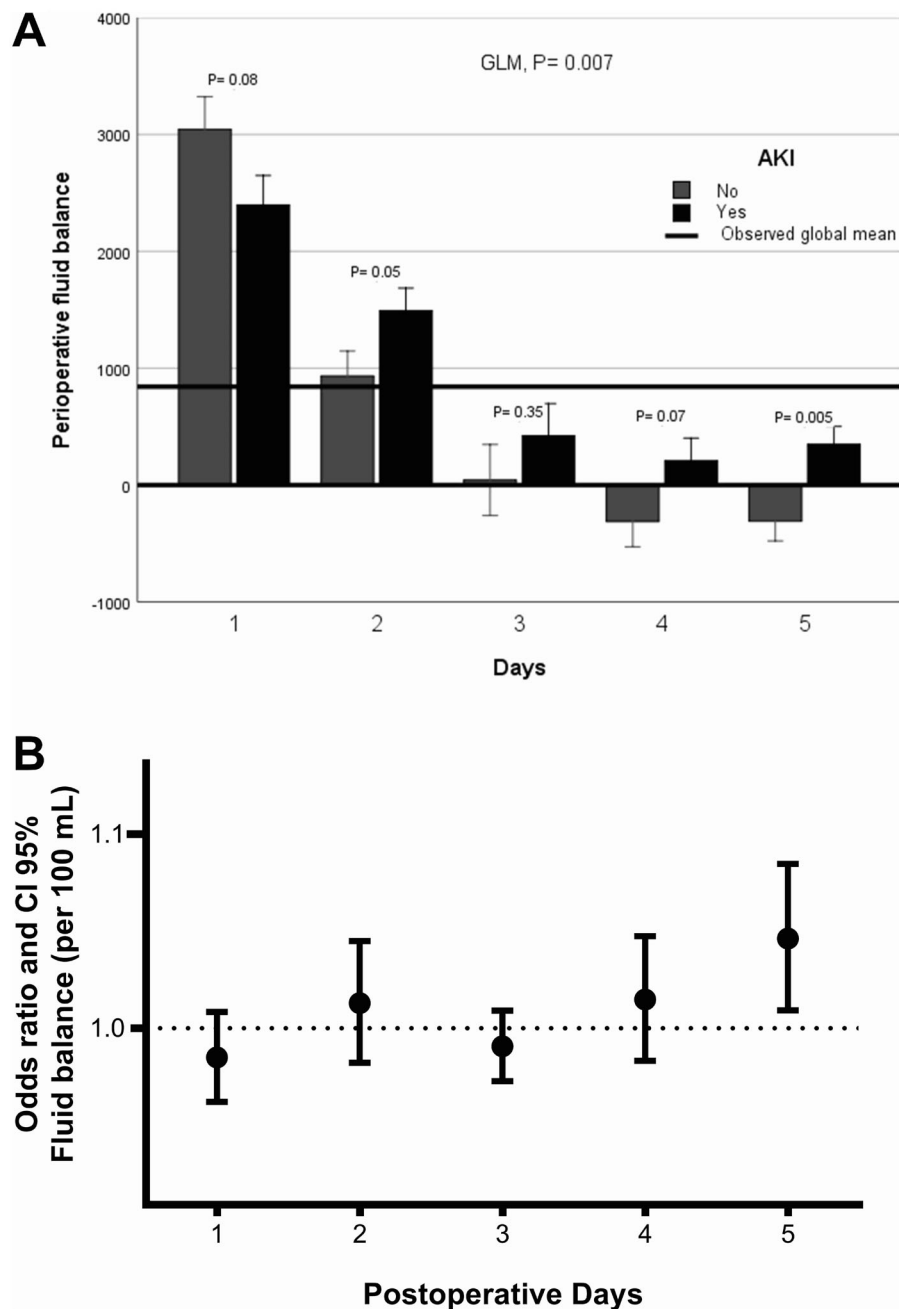 A
4000
3000
2000
1000
0
-1000
Perioperative fluid balance
GLM, P= 0.007
P= 0.08
P= 0.05
P= 0.35
P= 0.07
P= 0.005
AKI
No
Yes
Observed global mean
1 2 3 4 5
Days
B
Odds ratio and CI 95%
Fluid balance (per 100 mL)
1.1
1.0
1 2 3 4 5
Postoperative Days